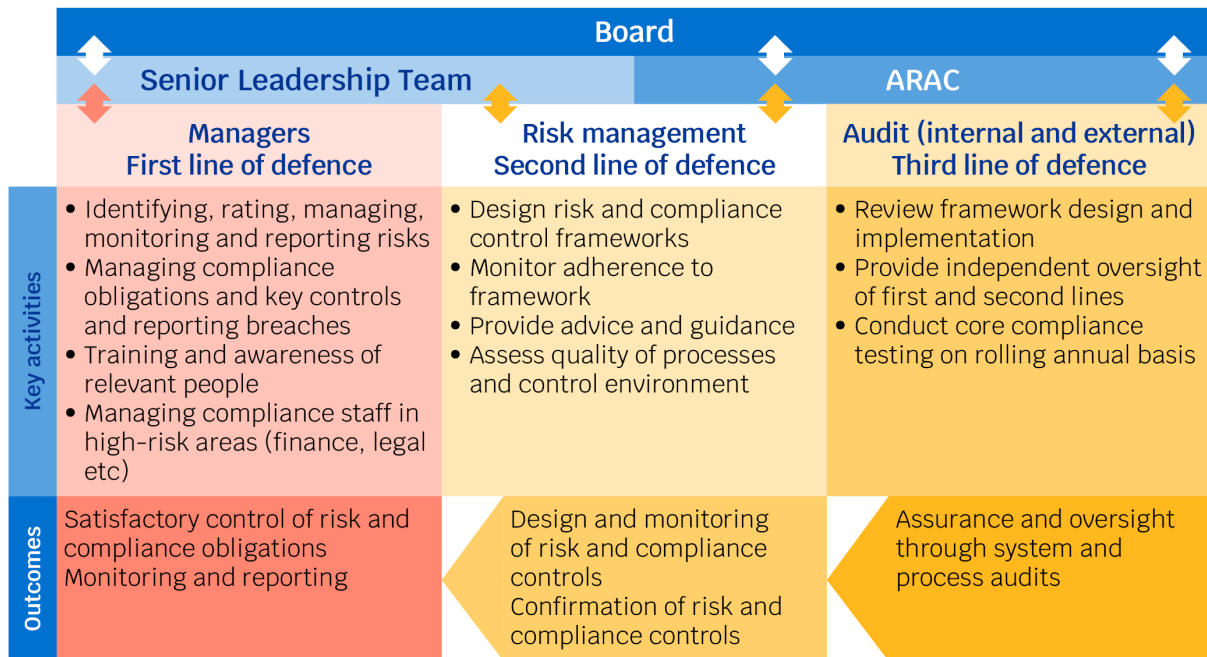 Board
Senior Leadership Team
ARAC
Managers
First line of defence
Risk management
Second line of defence
Audit (internal and external)
Third line of defence
Key activities
• Identifying, rating, managing,
monitoring and reporting risks
• Managing compliance
obligations and key controls
and reporting breaches
• Training and awareness of
relevant people
• Managing compliance staff in
high-risk areas (finance, legal
etc)
• Design risk and compliance
control frameworks
• Monitor adherence to
framework
• Provide advice and guidance
• Assess quality of processes
and control environment
• Review framework design and
implementation
• Provide independent oversight
of first and second lines
• Conduct core compliance
testing on rolling annual basis
Outcomes
Satisfactory control of risk and
compliance obligations
Monitoring and reporting
Design and monitoring
of risk and compliance
controls
Confirmation of risk and
compliance controls
Assurance and oversight
through system and
process audits